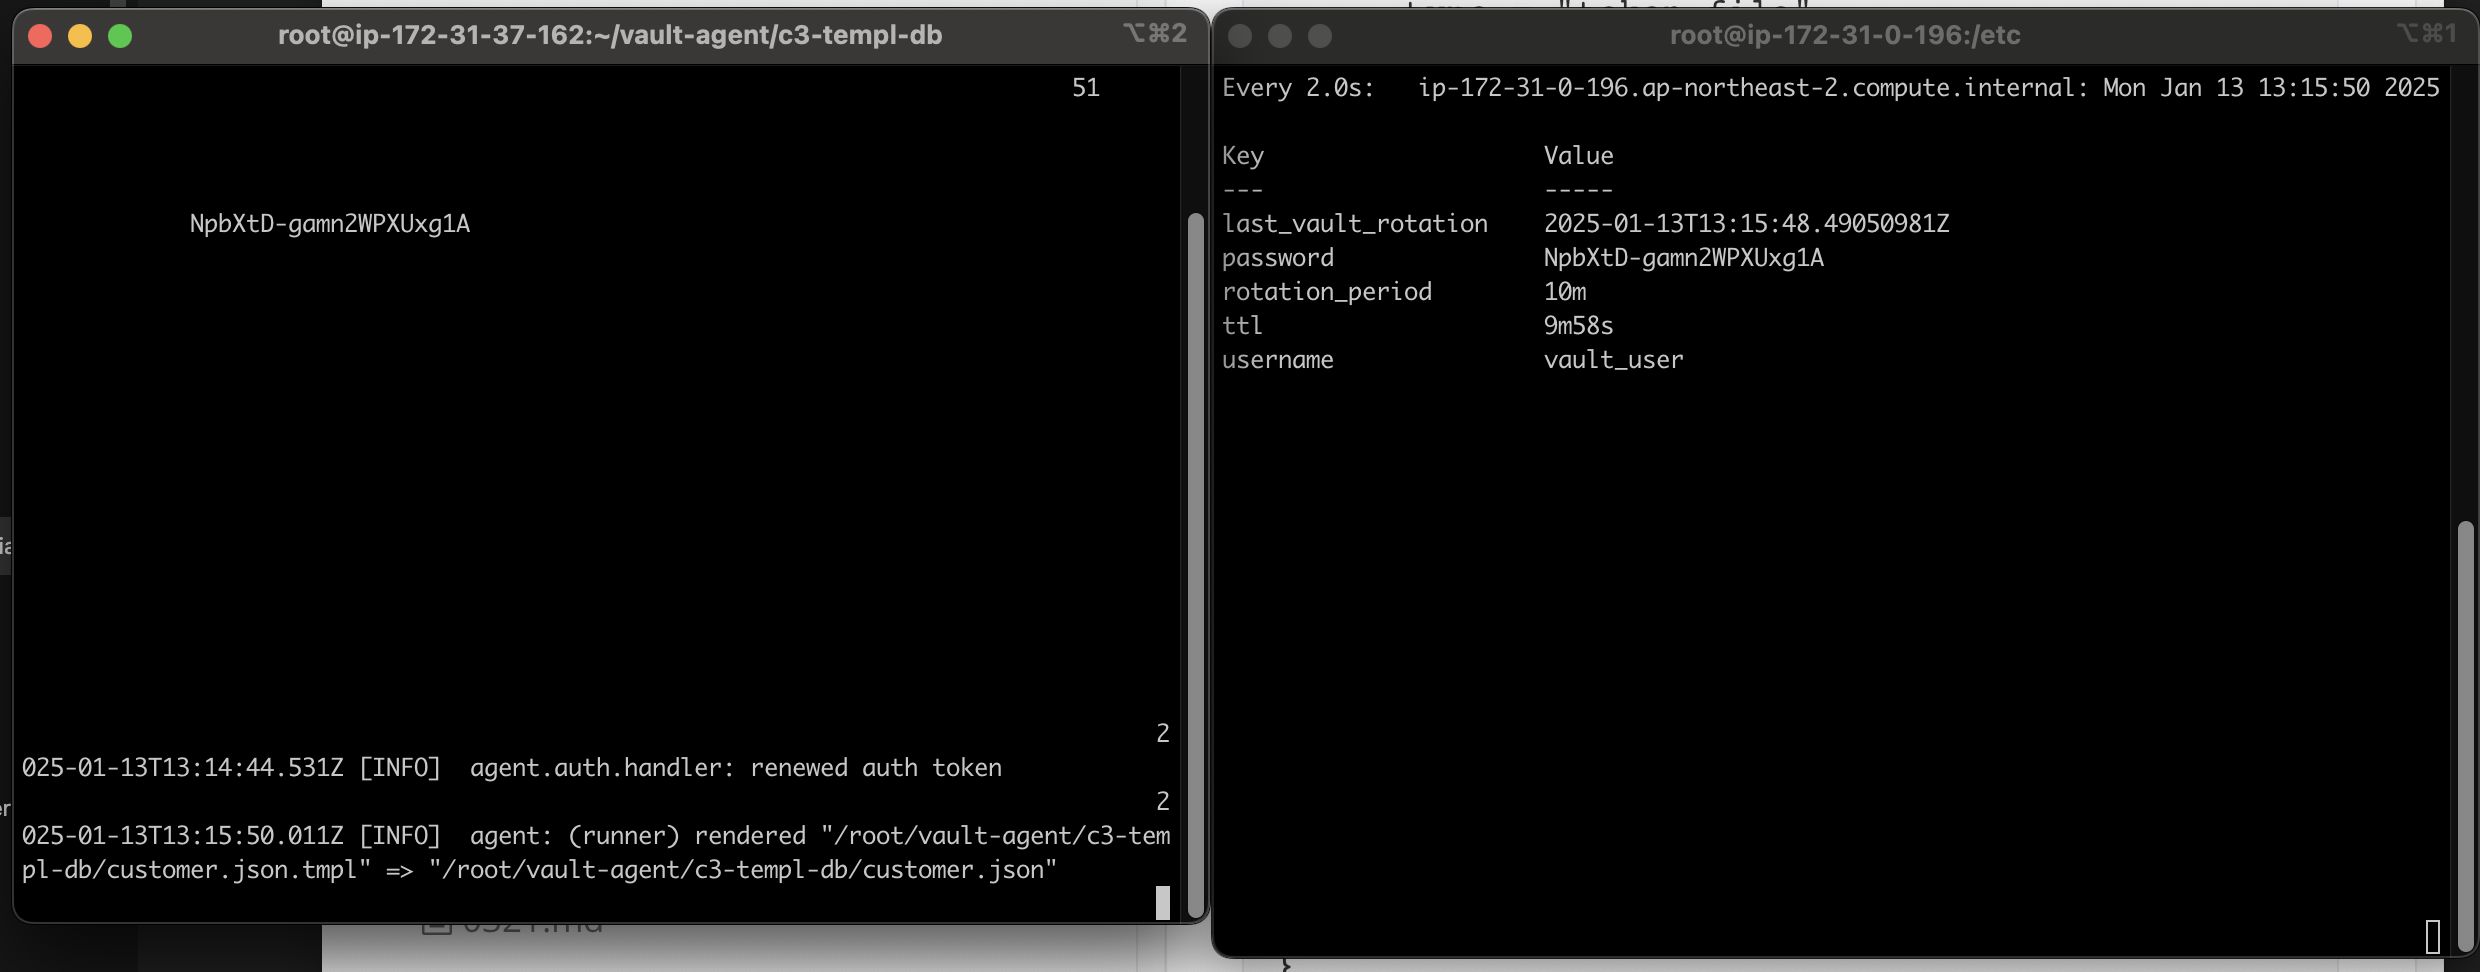 root@ip-172-31-37-162:~/vault-agent/c3-templ-db
⌥⌘2
51
NpbXtD-gamn2WPXUxg1A
2
025-01-13T13:14:44.531Z [INFO]  agent.auth.handler: renewed auth token
2
025-01-13T13:15:50.011Z [INFO]  agent: (runner) rendered "/root/vault-agent/c3-tem
pl-db/customer.json.tmpl" => "/root/vault-agent/c3-templ-db/customer.json"
root@ip-172-31-0-196:/etc
⌥⌘1
Every 2.0s:   ip-172-31-0-196.ap-northeast-2.compute.internal: Mon Jan 13 13:15:50 2025
Key                    Value
---                    -----
last_vault_rotation    2025-01-13T13:15:48.49050981Z
password               NpbXtD-gamn2WPXUxg1A
rotation_period        10m
ttl                    9m58s
username               vault_user
}